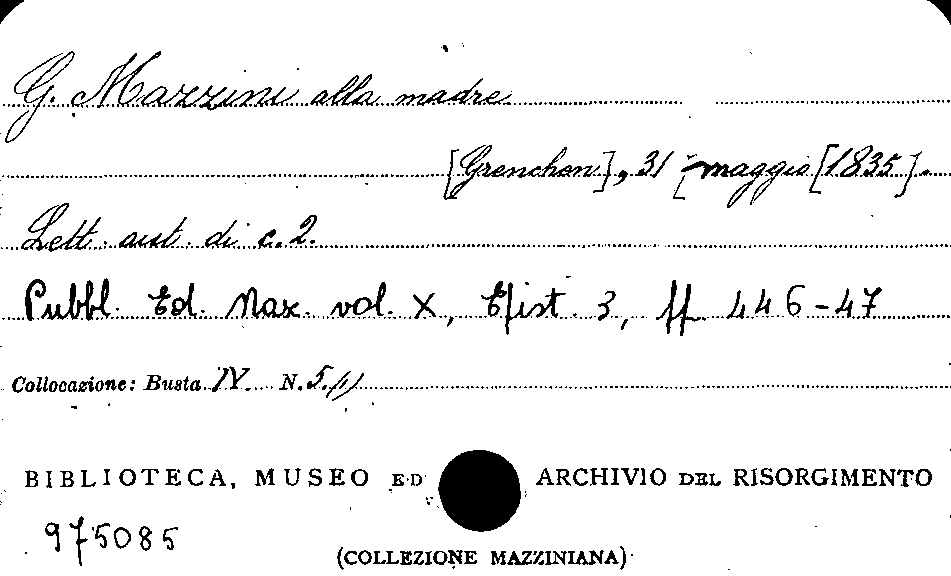 G. Mazzini alla madre
[Grenchen], 31 [maggio [1835].
Lett. aut. di c. 2.
Pubbl. Ed. Naz. vol. X, Epist. 3, pp. 446-47
Collocazione: Busta IV. N. 5./1/
BIBLIOTECA, MUSEO ED ARCHIVIO DEL RISORGIMENTO
975085
(COLLEZIONE MAZZINIANA)